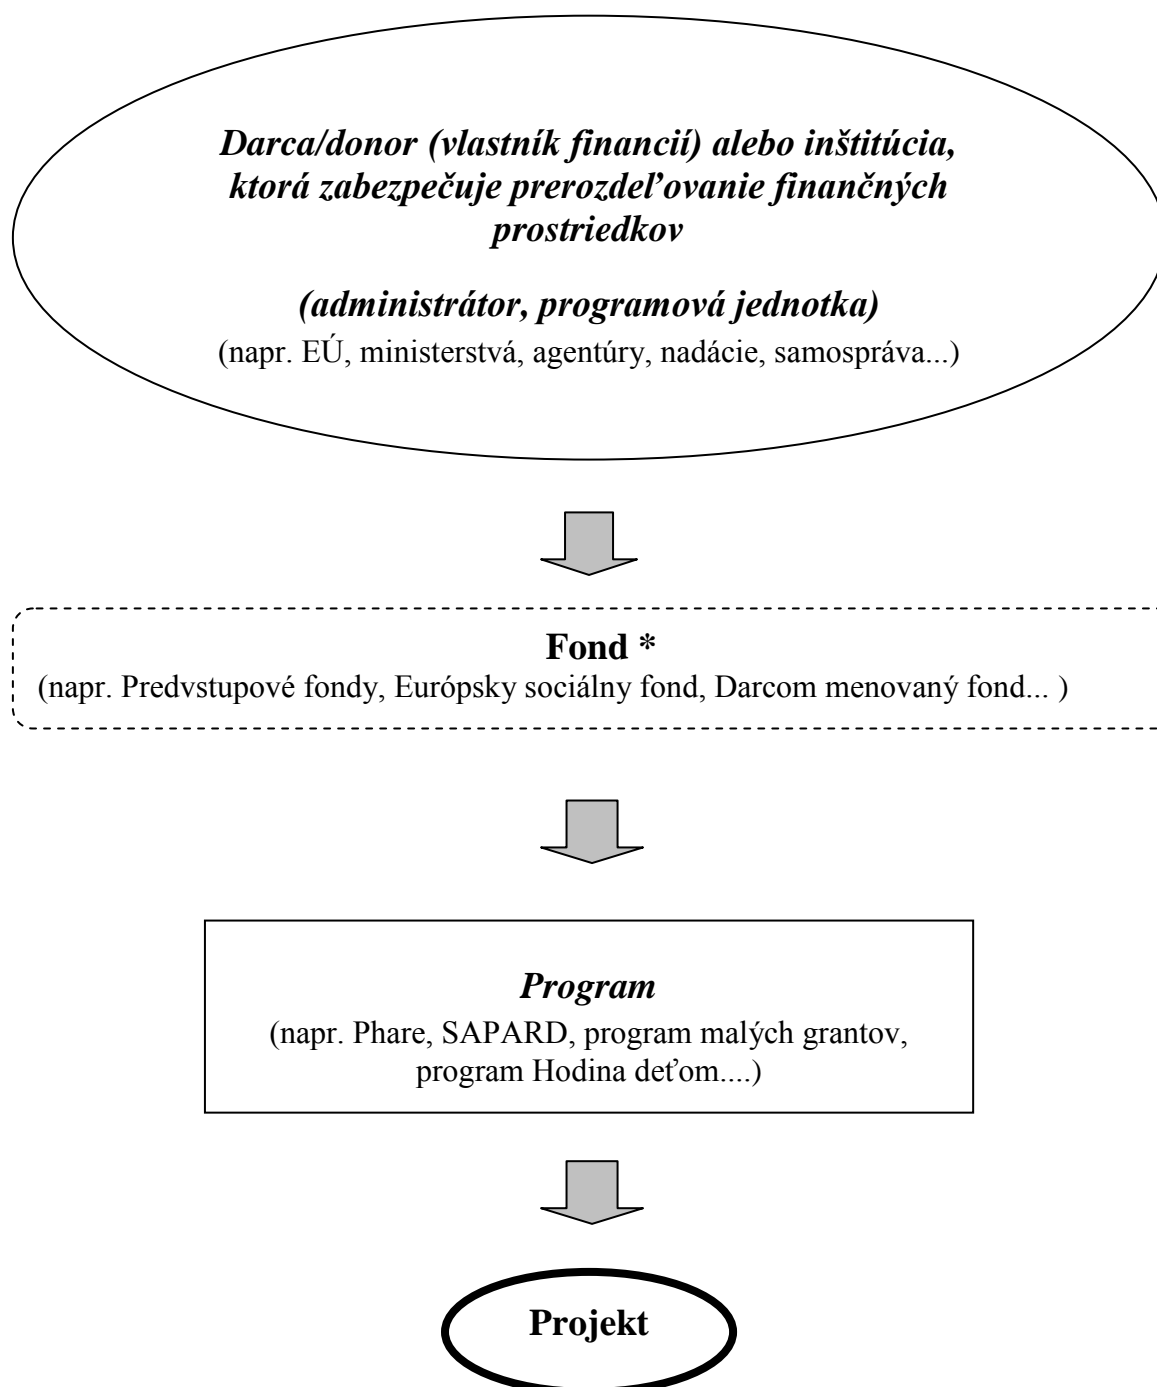 Darca/donor (vlastník financií) alebo inštitúcia,
ktorá zabezpečuje prerozdeľovanie finančných
prostriedkov
(administrátor, programová jednotka)
(napr. EÚ, ministerstvá, agentúry, nadácie, samospráva...)
Fond *
(napr. Predvstupové fondy, Európsky sociálny fond, Darcom menovaný fond... )
Program
(napr. Phare, SAPARD, program malých grantov,
program Hodina deťom....)
Projekt